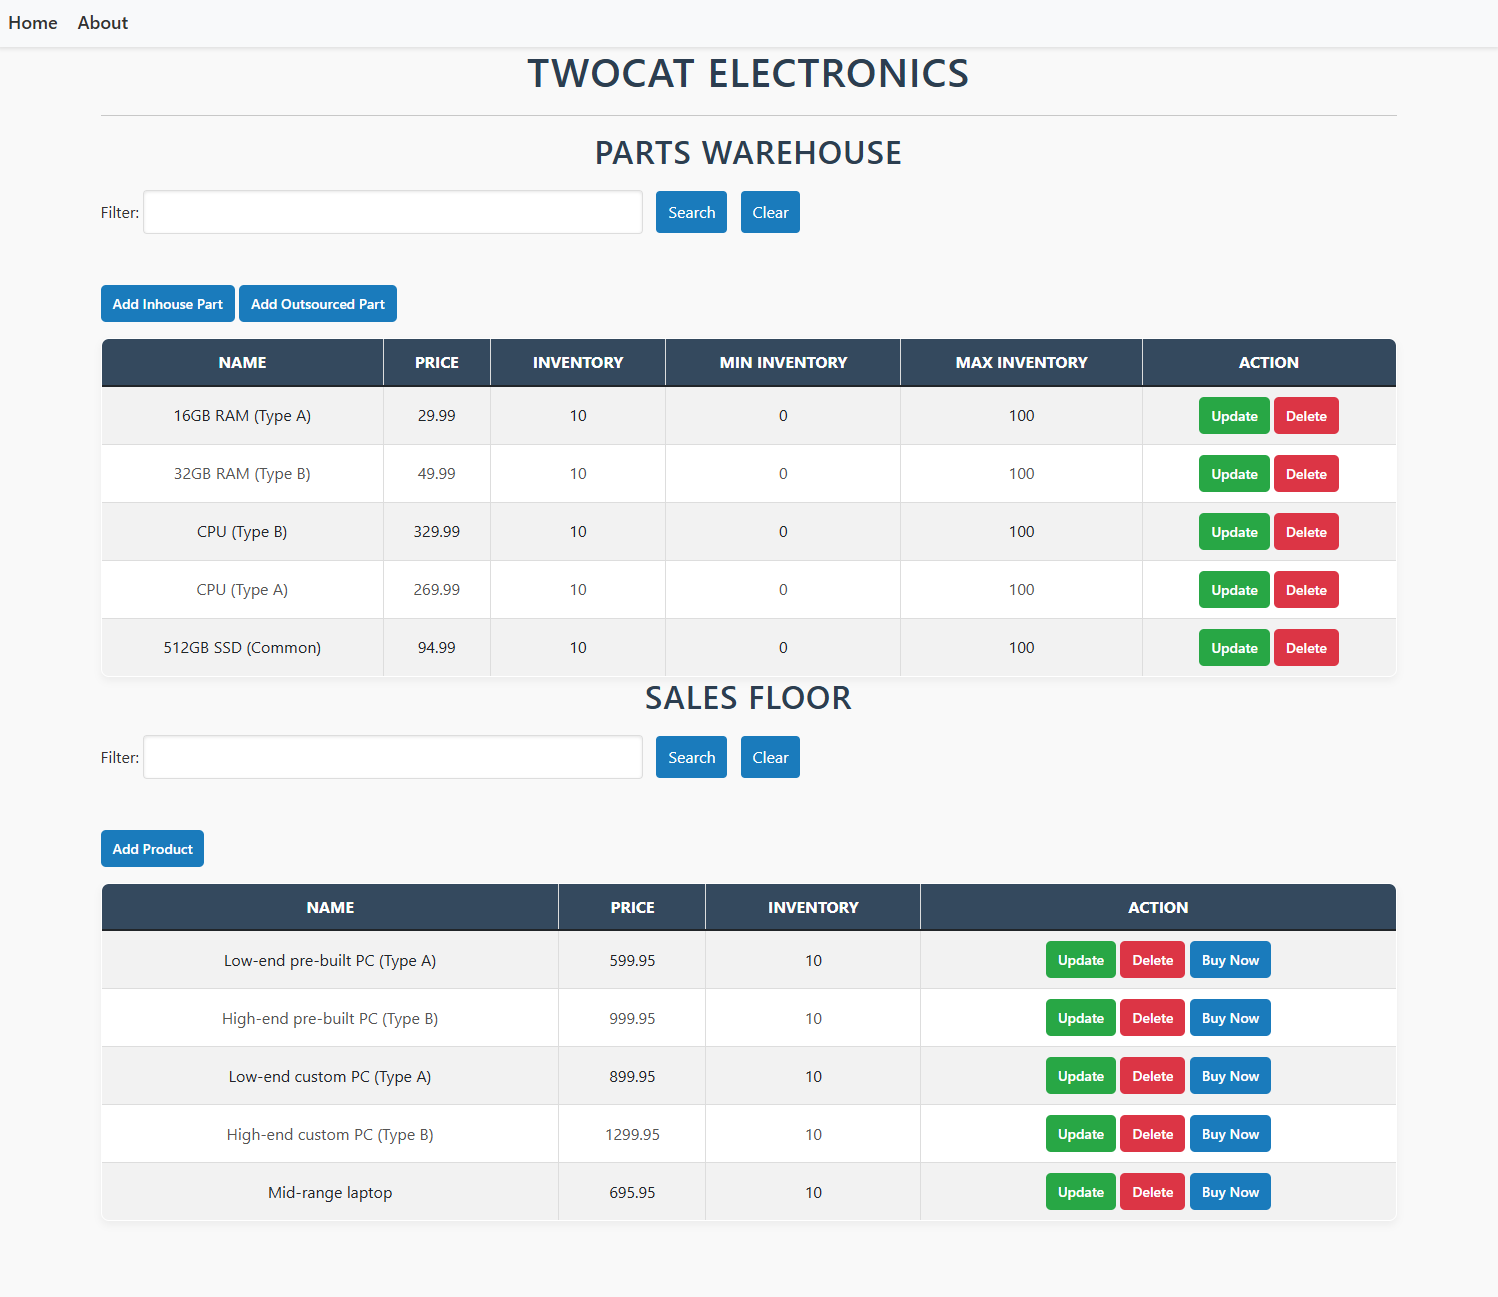 Home About
TWOCAT ELECTRONICS
PARTS WAREHOUSE
Filter: Search Clear
Add Inhouse Part Add Outsourced Part
NAME PRICE INVENTORY MIN INVENTORY MAX INVENTORY ACTION
16GB RAM (Type A) 29.99 10 0 100 Update Delete
32GB RAM (Type B) 49.99 10 0 100 Update Delete
CPU (Type B) 329.99 10 0 100 Update Delete
CPU (Type A) 269.99 10 0 100 Update Delete
512GB SSD (Common) 94.99 10 0 100 Update Delete
SALES FLOOR
Filter: Search Clear
Add Product
NAME PRICE INVENTORY ACTION
Low-end pre-built PC (Type A) 599.95 10 Update Delete Buy Now
High-end pre-built PC (Type B) 999.95 10 Update Delete Buy Now
Low-end custom PC (Type A) 899.95 10 Update Delete Buy Now
High-end custom PC (Type B) 1299.95 10 Update Delete Buy Now
Mid-range laptop 695.95 10 Update Delete Buy Now